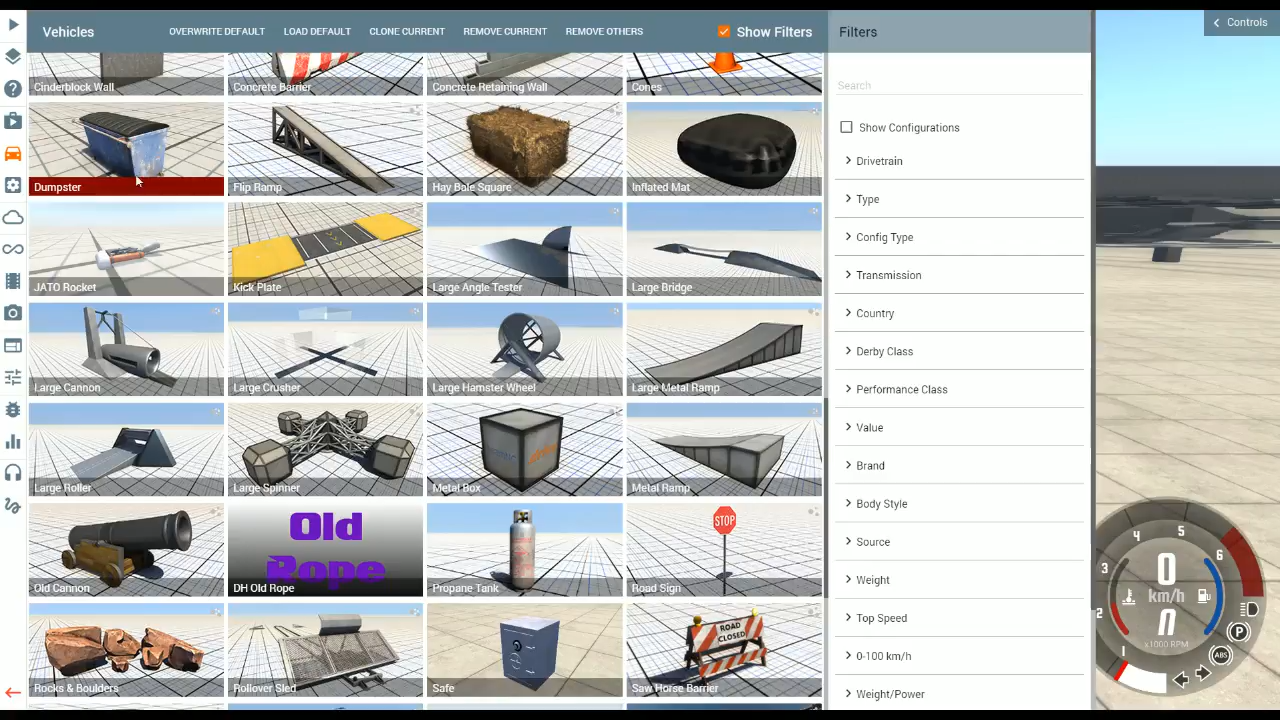 Vehicles OVERWRITE DEFAULT LOAD DEFAULT CLONE CURRENT REMOVE CURRENT REMOVE OTHERS Show Filters
Filters
Controls
Cinderblock Wall
Concrete Barrier
Concrete Retaining Wall
Cones
Dumpster
Flip Ramp
Hay Bale Square
Inflated Mat
JATO Rocket
Kick Plate
Large Angle Tester
Large Bridge
Large Cannon
Large Crusher
Large Hamster Wheel
Large Metal Ramp
Large Roller
Large Spinner
Metal Box
Metal Ramp
Old Cannon
Old
Rope
DH Old Rope
Propane Tank
STOP
Road Sign
Rocks & Boulders
Rollover Sled
Safe
ROAD
CLOSED
Saw Horse Barrier
Search
Show Configurations
Drivetrain
Type
Config Type
Transmission
Country
Derby Class
Performance Class
Value
Brand
Body Style
Source
Weight
Top Speed
0-100 km/h
Weight/Power
1
2
3
4
5
6
0
km/h
n
x1000 RPM
P
ABS